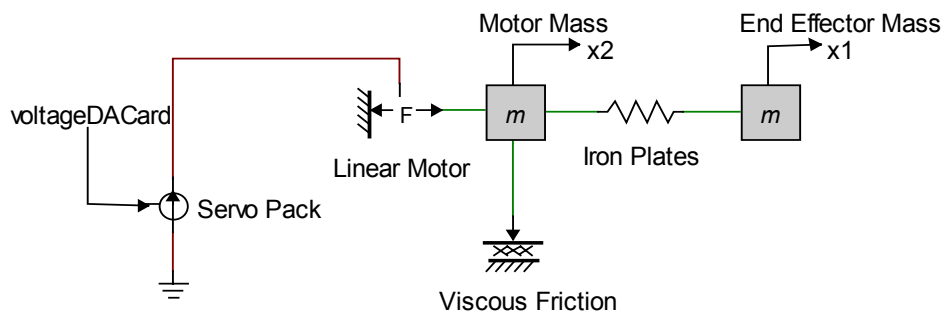 Motor Mass
End Effector Mass
x2
x1
voltageDACard
F
m
m
Linear Motor
Iron Plates
Servo Pack
Viscous Friction